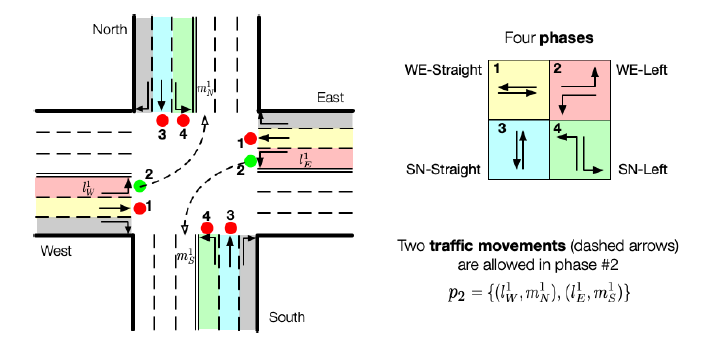 North
East
West
South
m_N^1
l_W^1
l_E^1
m_S^1
3
4
1
2
2
1
4
3
Four phases
WE-Straight
1
2
WE-Left
SN-Straight
3
4
SN-Left
Two traffic movements (dashed arrows)
are allowed in phase #2
p_2 = {(l_W^1, m_N^1), (l_E^1, m_S^1)}